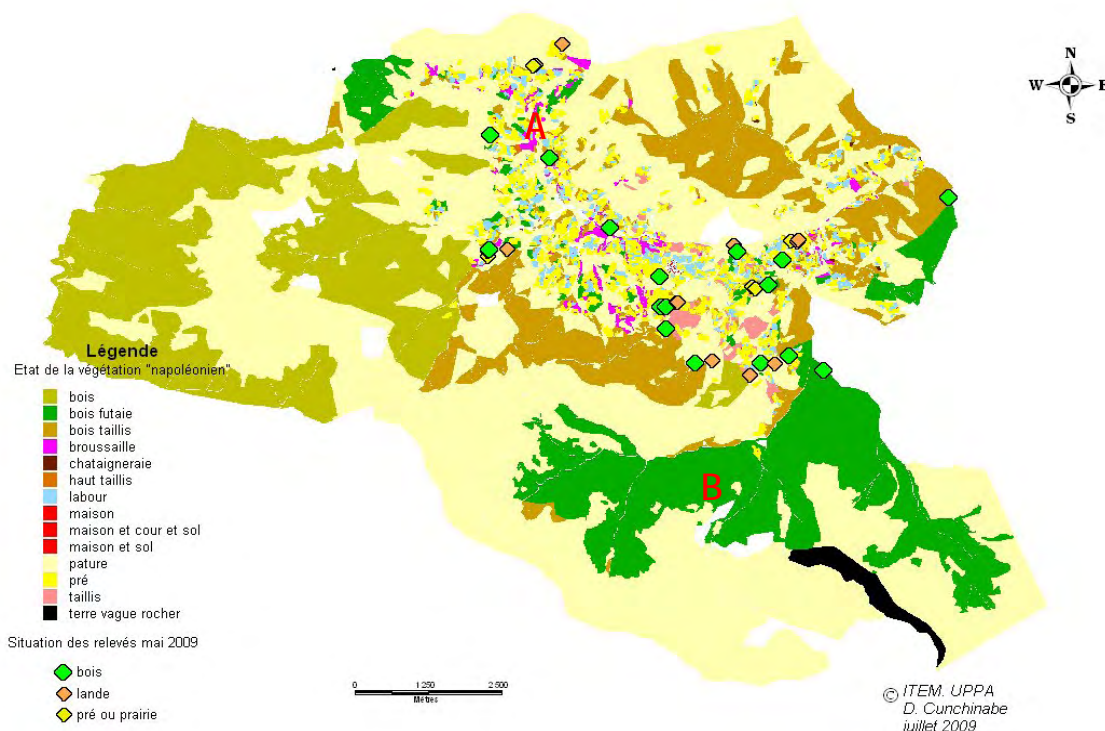 N
W E
S
A
B
Légende
Etat de la végétation "napoléonien"
bois
bois futaie
bois taillis
broussaille
chataigneraie
haut taillis
labour
maison
maison et cour et sol
maison et sol
pature
pré
taillis
terre vague rocher
Situation des relevés mai 2009
bois
lande
pré ou prairie
0 1 250 2 500
Mètres
© ITEM. UPPA
D. Cunchinabe
juillet 2009